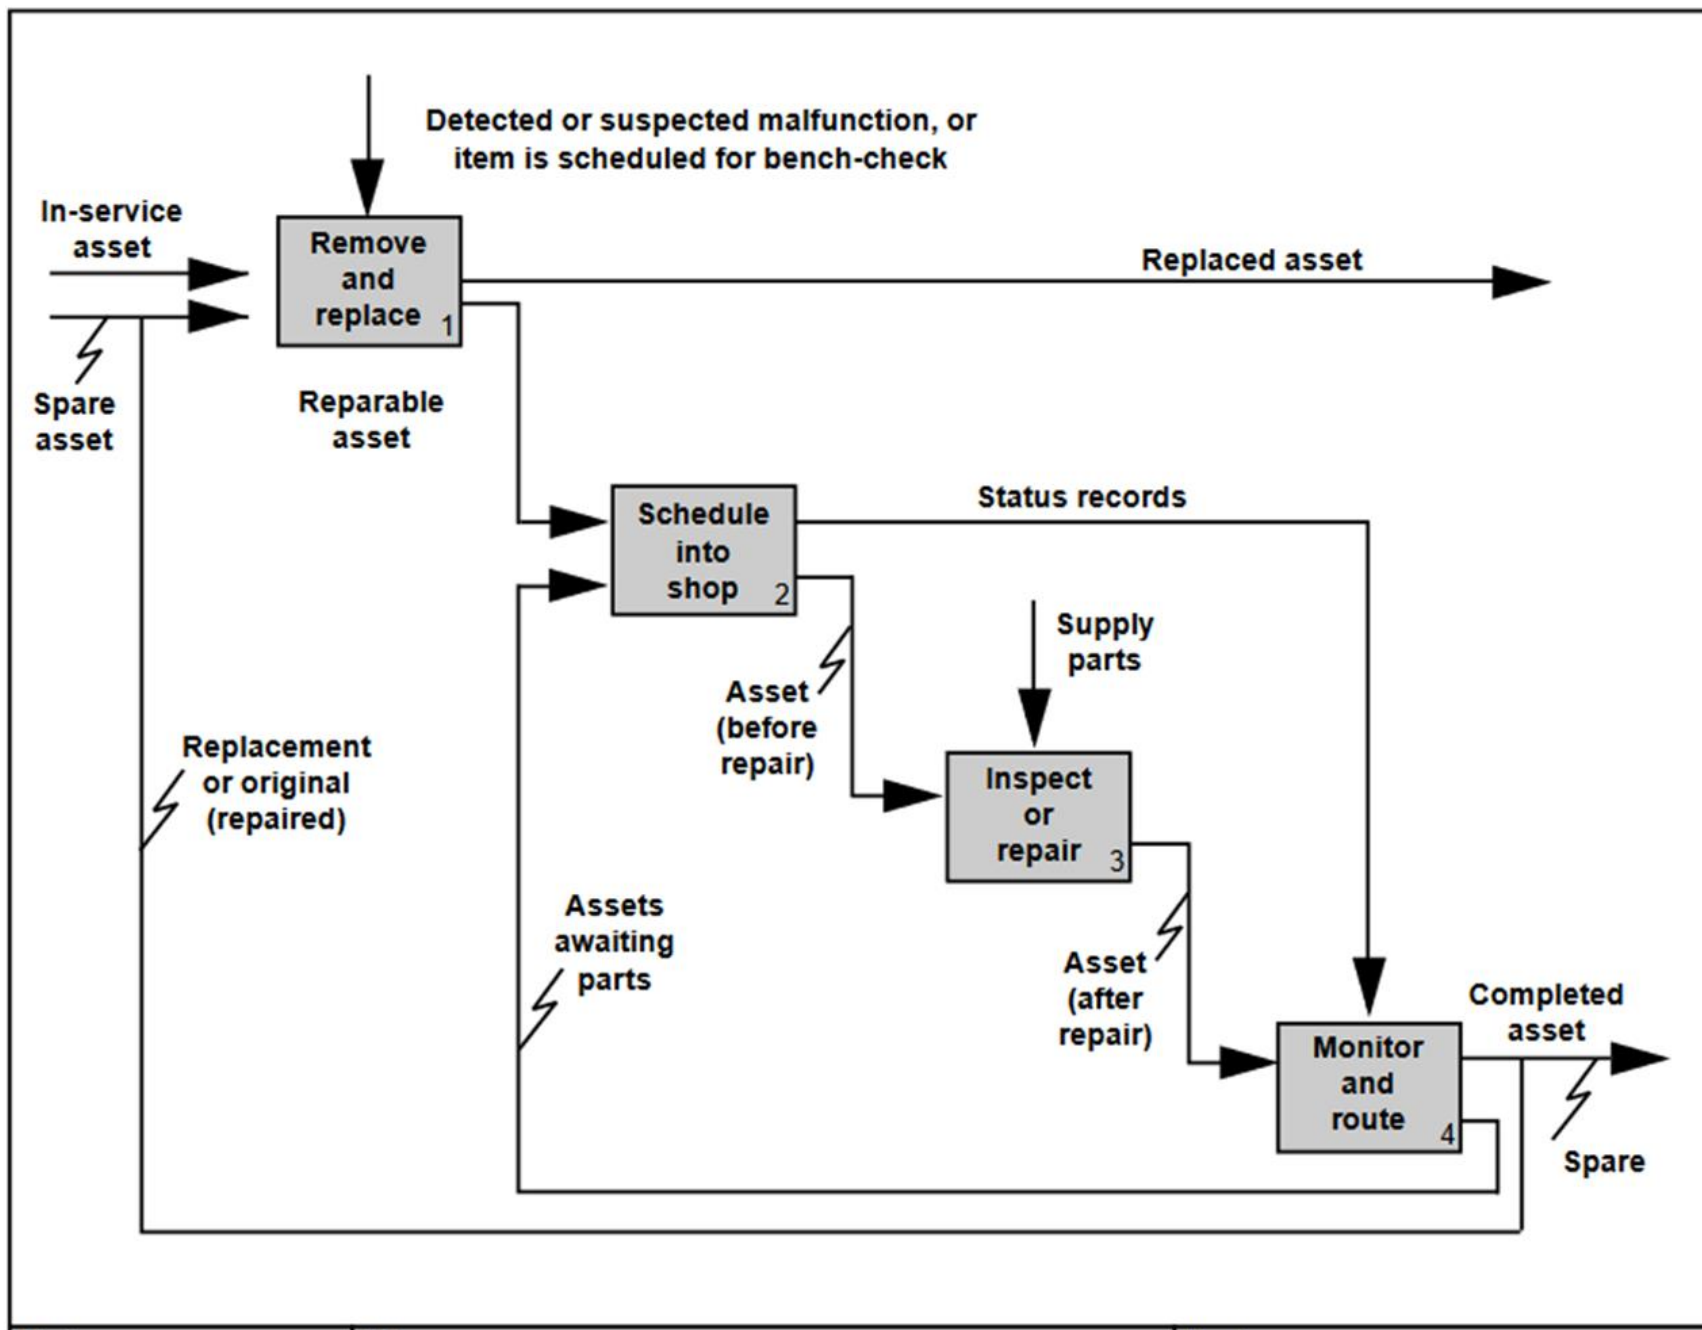 Detected or suspected malfunction, or
item is scheduled for bench-check
In-service
asset
Remove
and
replace
1
Replaced asset
Spare
asset
Reparable
asset
Schedule
into
shop
2
Status records
Supply
parts
Asset
(before
repair)
Replacement
or original
(repaired)
Inspect
or
repair
3
Assets
awaiting
parts
Asset
(after
repair)
Completed
asset
Monitor
and
route
4
Spare